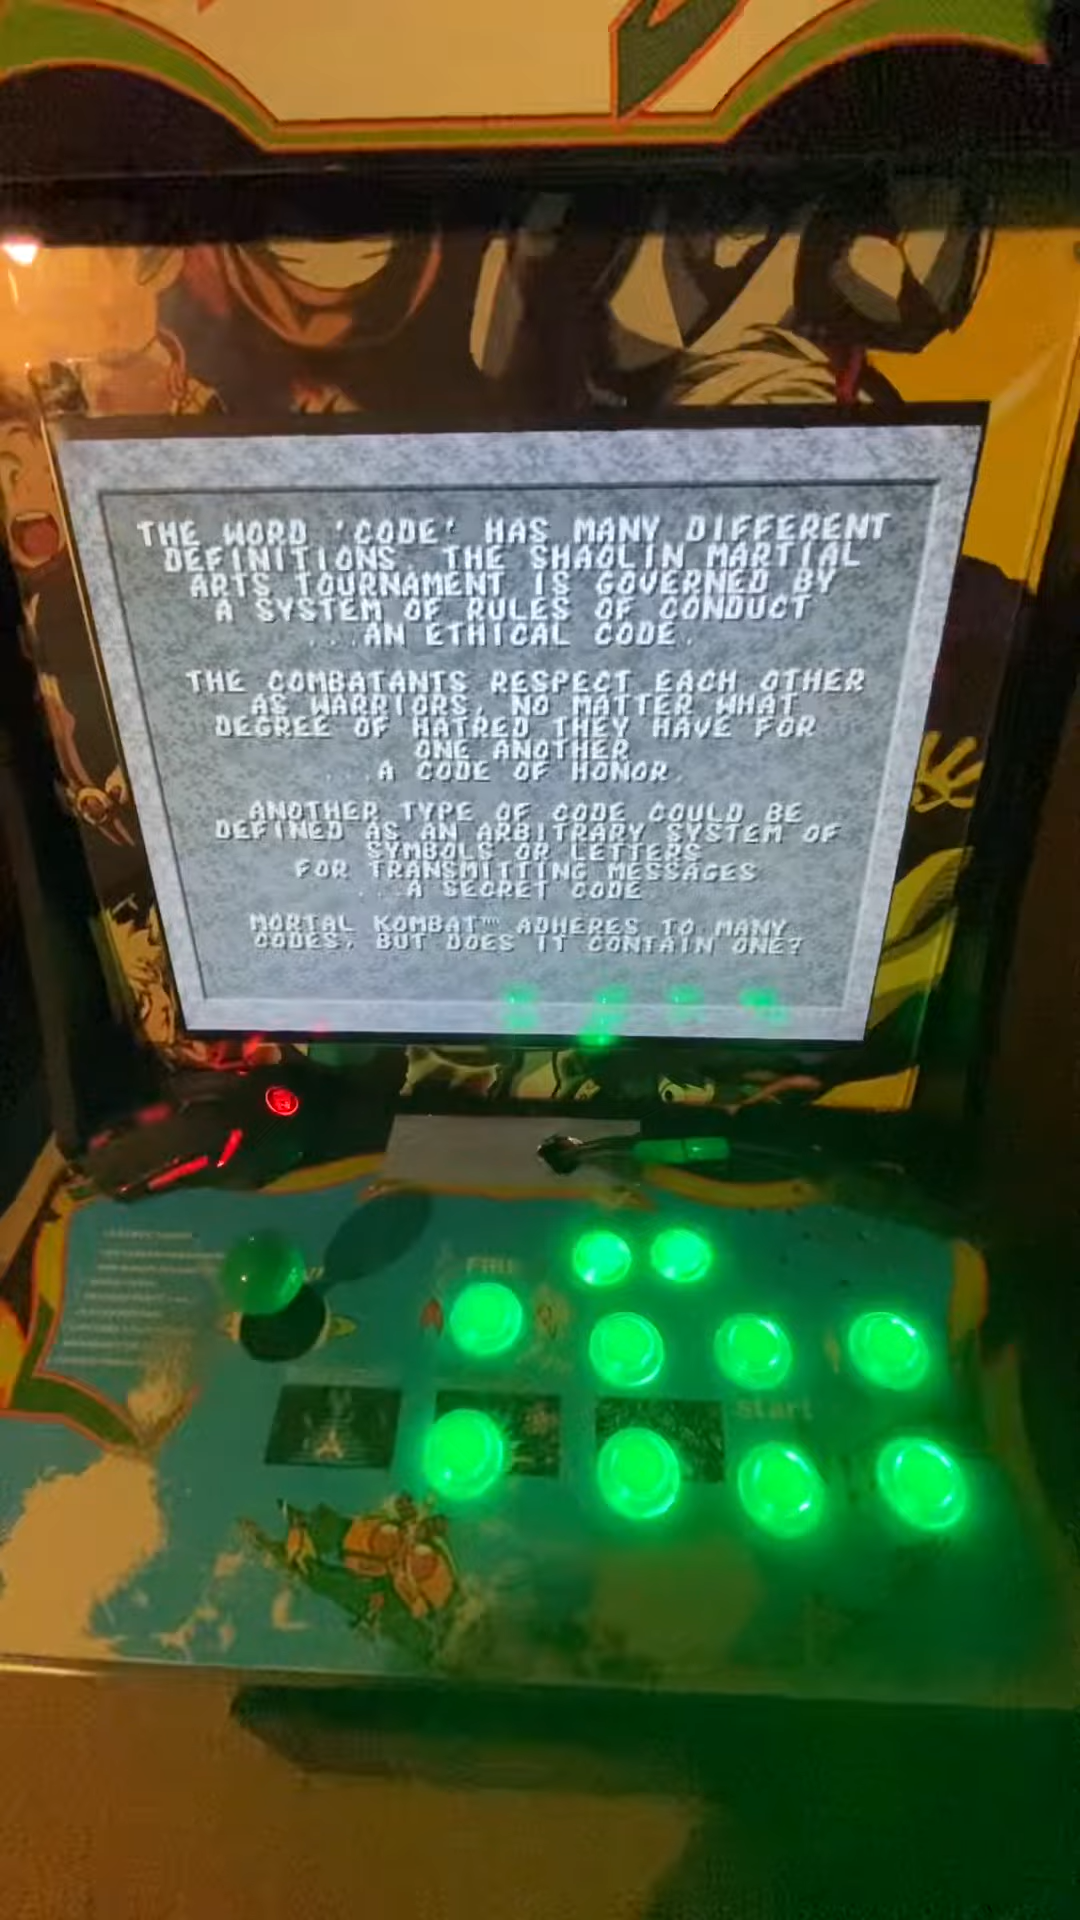 THE WORD 'CODE' HAS MANY DIFFERENT
DEFINITIONS. THE SHAOLIN MARTIAL
ARTS TOURNAMENT IS GOVERNED BY
A SYSTEM OF RULES OF CONDUCT
...AN ETHICAL CODE.
THE COMBATANTS RESPECT EACH OTHER
AS WARRIORS, NO MATTER WHAT
DEGREE OF HATRED THEY HAVE FOR
ONE ANOTHER
...A CODE OF HONOR.
ANOTHER TYPE OF CODE COULD BE
DEFINED AS AN ARBITRARY SYSTEM OF
SYMBOLS OR LETTERS
FOR TRANSMITTING MESSAGES
...A SECRET CODE
MORTAL KOMBAT™ ADHERES TO MANY
CODES, BUT DOES IT CONTAIN ONE?
FIRE
Start